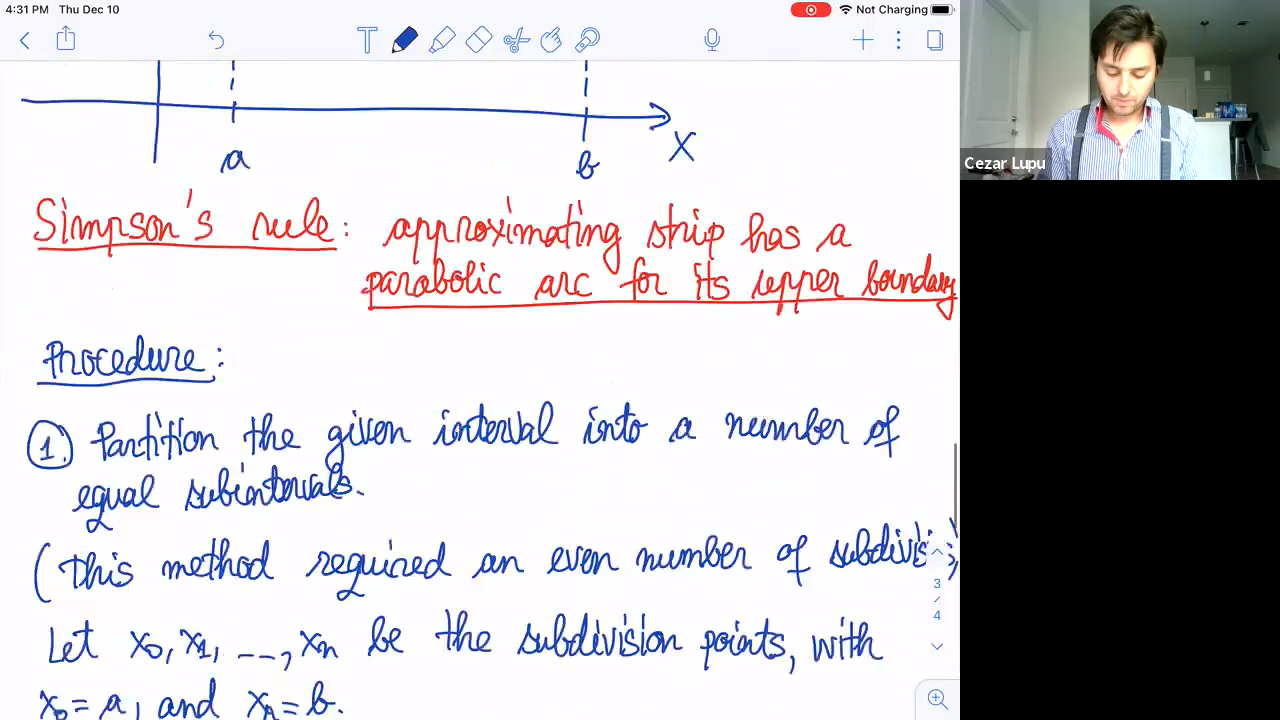 4:31 PM Thu Dec 10
Not Charging
T
a
b
X
Cezar Lupu
Simpson's rule: approximating strip has a
parabolic arc for its upper boundary
Procedure:
1. Partition the given interval into a number of
equal subintervals.
(This method required an even number of
Let x0, x1, ---, xn be the subdivision points, with
x0 = a, and xn = b.
3
/
4